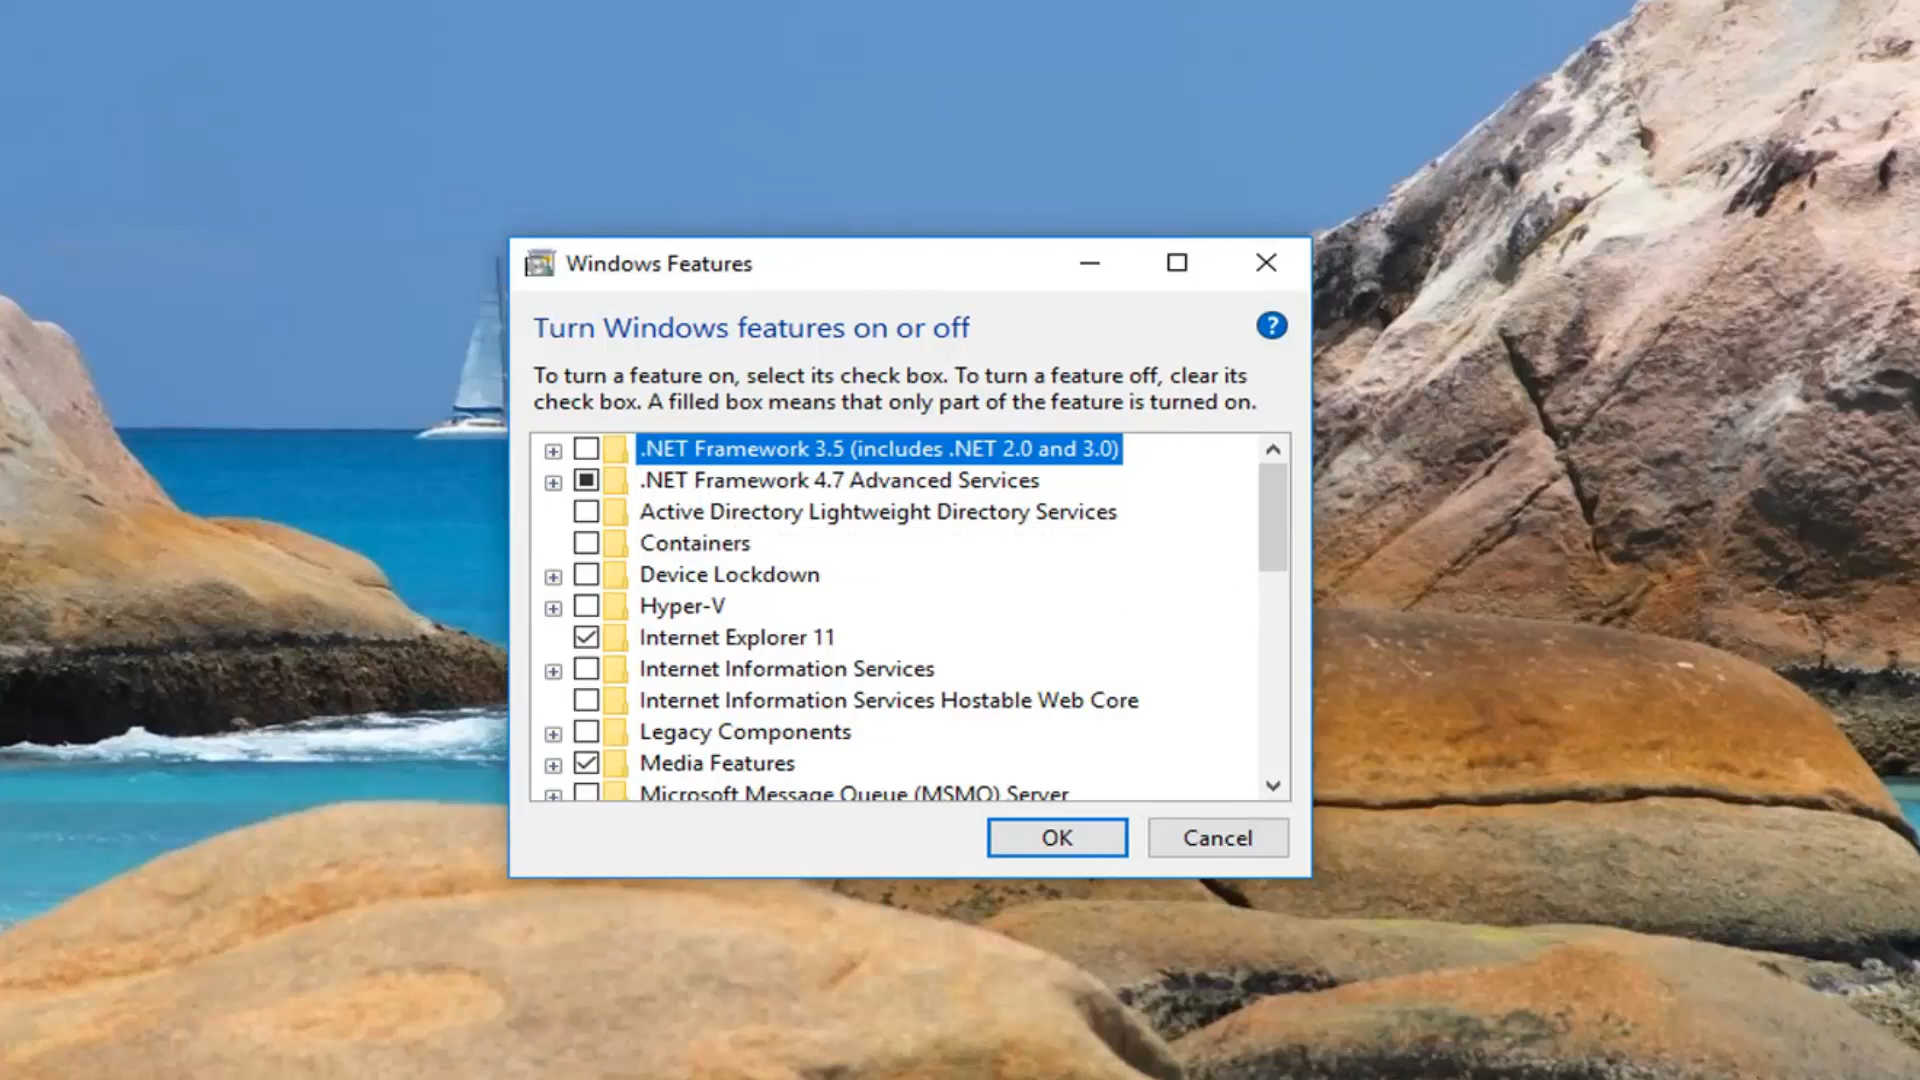 Windows Features
Turn Windows features on or off
?
To turn a feature on, select its check box. To turn a feature off, clear its
check box. A filled box means that only part of the feature is turned on.
.NET Framework 3.5 (includes .NET 2.0 and 3.0)
.NET Framework 4.7 Advanced Services
Active Directory Lightweight Directory Services
Containers
Device Lockdown
Hyper-V
Internet Explorer 11
Internet Information Services
Internet Information Services Hostable Web Core
Legacy Components
Media Features
Microsoft Message Queue (MSMQ) Server
OK Cancel